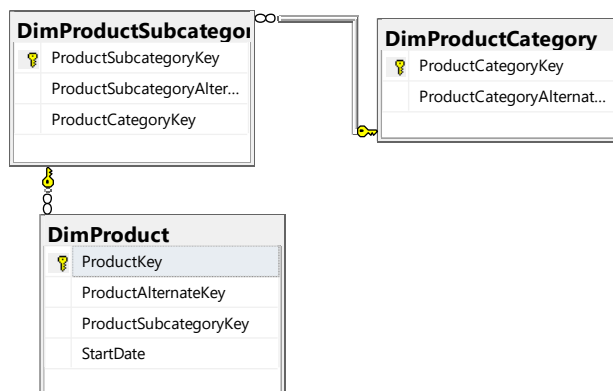 DimProductSubcategor
ProductSubcategoryKey
ProductSubcategoryAlter...
ProductCategoryKey
DimProductCategory
ProductCategoryKey
ProductCategoryAlternat...
DimProduct
ProductKey
ProductAlternateKey
ProductSubcategoryKey
StartDate